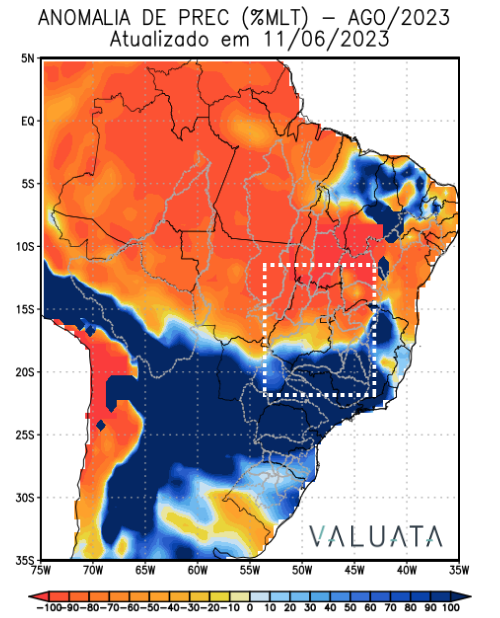 ANOMALIA DE PREC (%MLT) – AGO/2023
Atualizado em 11/06/2023
5N
EQ
5S
10S
15S
20S
25S
30S
35S
VALUATA
75W 70W 65W 60W 55W 50W 45W 40W 35W
-100 -90 -80 -70 -60 -50 -40 -30 -20 -10 0 10 20 30 40 50 60 70 80 90 100